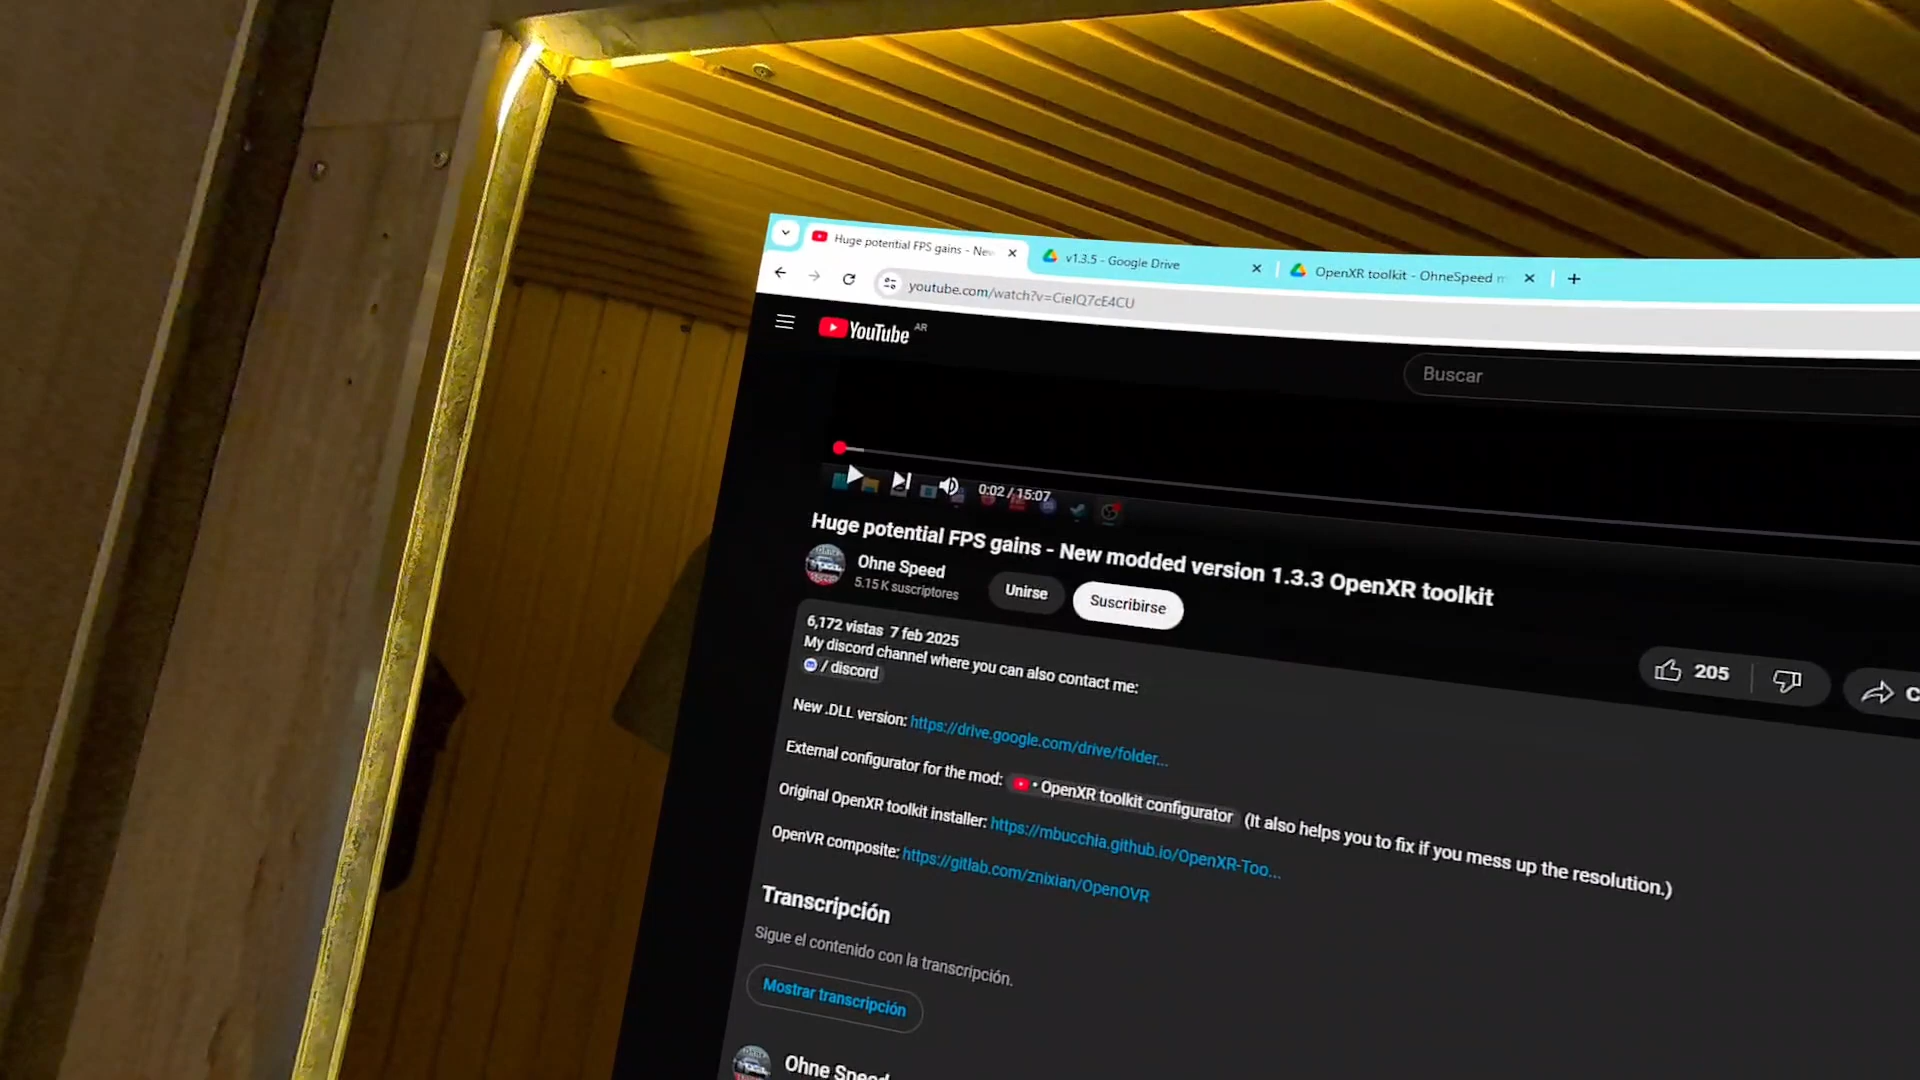 Huge potential FPS gains - New
v1.3.5 - Google Drive
OpenXR toolkit - OhneSpeed m
youtube.com/watch?v=CieIQ7cE4CU
YouTube AR
Buscar
0:02 / 15:07
Huge potential FPS gains - New modded version 1.3.3 OpenXR toolkit
Ohne Speed
5.15 K suscriptores
Unirse
Suscribirse
205
C
6,172 vistas 7 feb 2025
My discord channel where you can also contact me:
/ discord
New .DLL version: https://drive.google.com/drive/folder...
External configurator for the mod: • OpenXR toolkit configurator (It also helps you to fix if you mess up the resolution.)
Original OpenXR toolkit installer: https://mbucchia.github.io/OpenXR-Too...
OpenVR composite: https://gitlab.com/znixian/OpenOVR
Transcripción
Sigue el contenido con la transcripción.
Mostrar transcripción
Ohne Speed